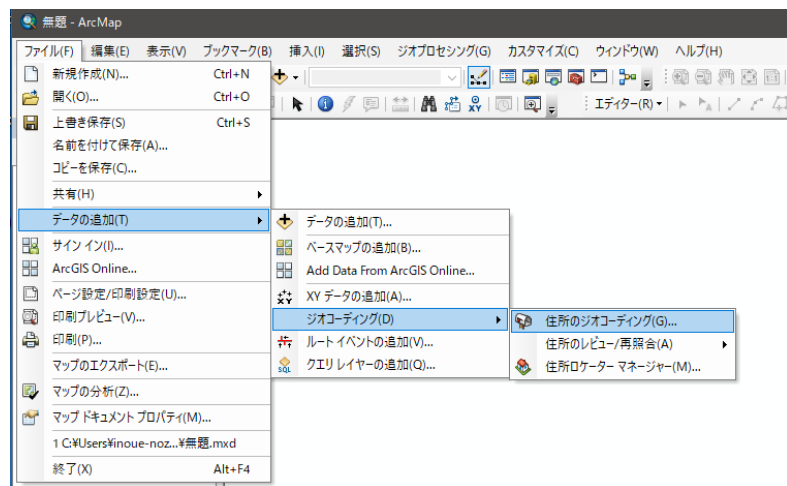 無題 - ArcMap
ファイル(F) 編集(E) 表示(V) ブックマーク(B) 挿入(I) 選択(S) ジオプロセシング(G) カスタマイズ(C) ウィンドウ(W) ヘルプ(H)
新規作成(N)... Ctrl+N
開く(O)... Ctrl+O
エディター(R)
上書き保存(S) Ctrl+S
名前を付けて保存(A)...
コピーを保存(C)...
共有(H)
データの追加(T)
サイン イン(I)...
ArcGIS Online...
ページ設定/印刷設定(U)...
印刷プレビュー(V)...
印刷(P)...
マップのエクスポート(E)...
マップの分析(Z)...
マップ ドキュメント プロパティ(M)...
1 C:¥Users¥inoue-noz...¥無題.mxd
終了(X) Alt+F4
データの追加(T)...
ベースマップの追加(B)...
Add Data From ArcGIS Online...
XY データの追加(A)...
ジオコーディング(D)
ルート イベントの追加(V)...
クエリ レイヤーの追加(Q)...
住所のジオコーディング(G)...
住所のレビュー/再照合(A)
住所ロケーター マネージャー(M)...